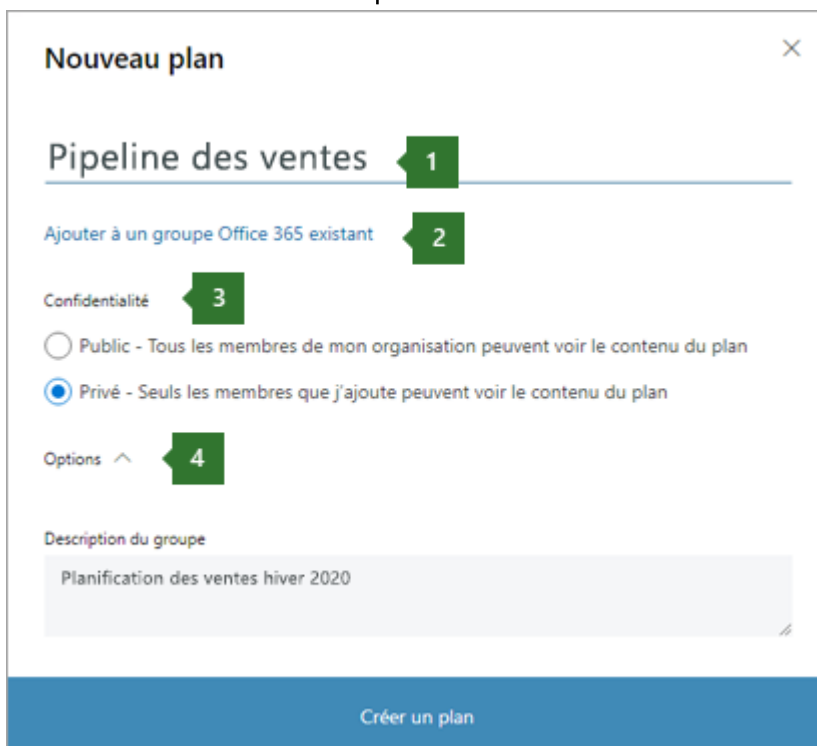 Nouveau plan
Pipeline des ventes 1
Ajouter à un groupe Office 365 existant 2
Confidentialité 3
Public - Tous les membres de mon organisation peuvent voir le contenu du plan
Privé - Seuls les membres que j'ajoute peuvent voir le contenu du plan
Options 4
Description du groupe
Planification des ventes hiver 2020
Créer un plan